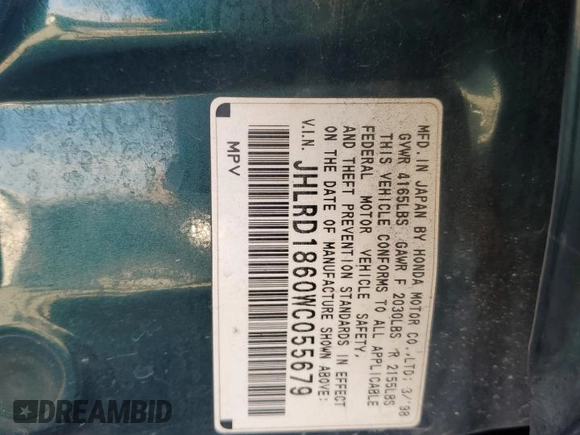 MFD. IN JAPAN BY HONDA MOTOR CO., LTD; 3/'98
GVWR 4165LBS GAWR F 2030LBS R 2155LBS
THIS VEHICLE CONFORMS TO ALL APPLICABLE
FEDERAL MOTOR VEHICLE SAFETY,
AND THEFT PREVENTION STANDARDS IN EFFECT
ON THE DATE OF MANUFACTURE SHOWN ABOVE:
V.I.N. JHLRD1860WC055679
MPV
DREAMBID